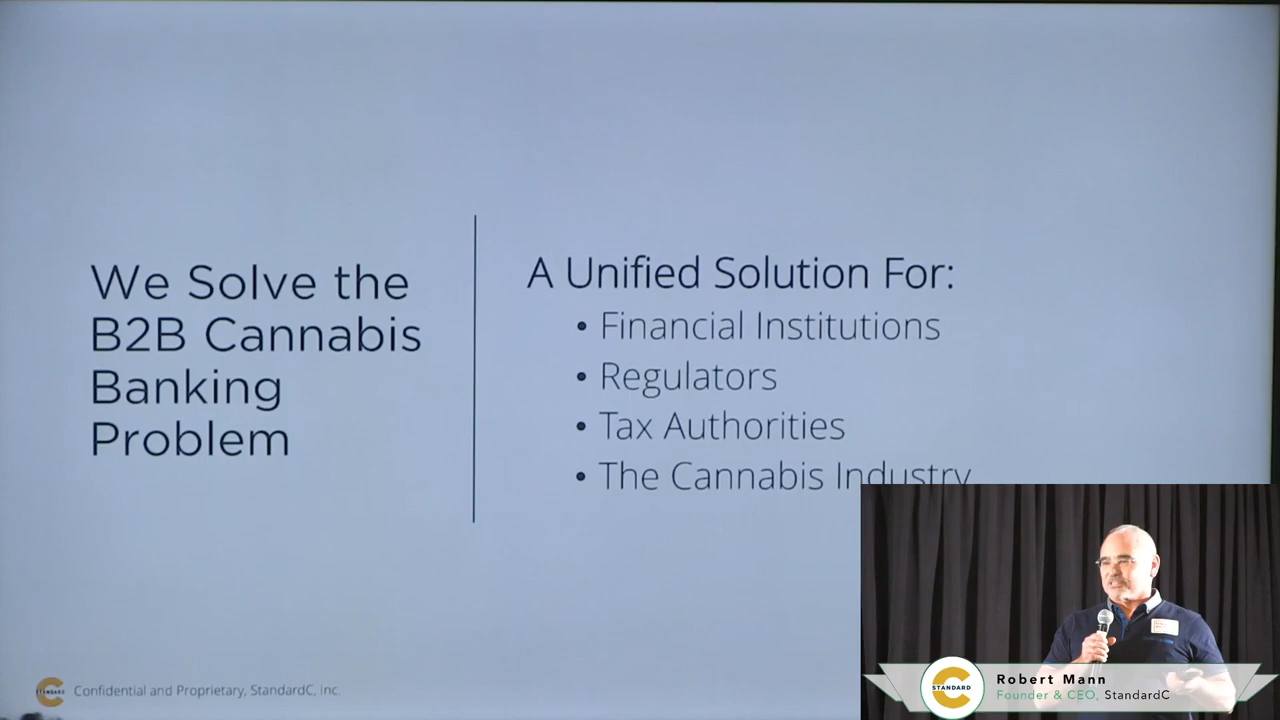 We Solve the
B2B Cannabis
Banking
Problem
A Unified Solution For:
• Financial Institutions
• Regulators
• Tax Authorities
• The Cannabis Industry
STANDARD
Confidential and Proprietary, StandardC, Inc.
STANDARD
Robert Mann
Founder & CEO, StandardC